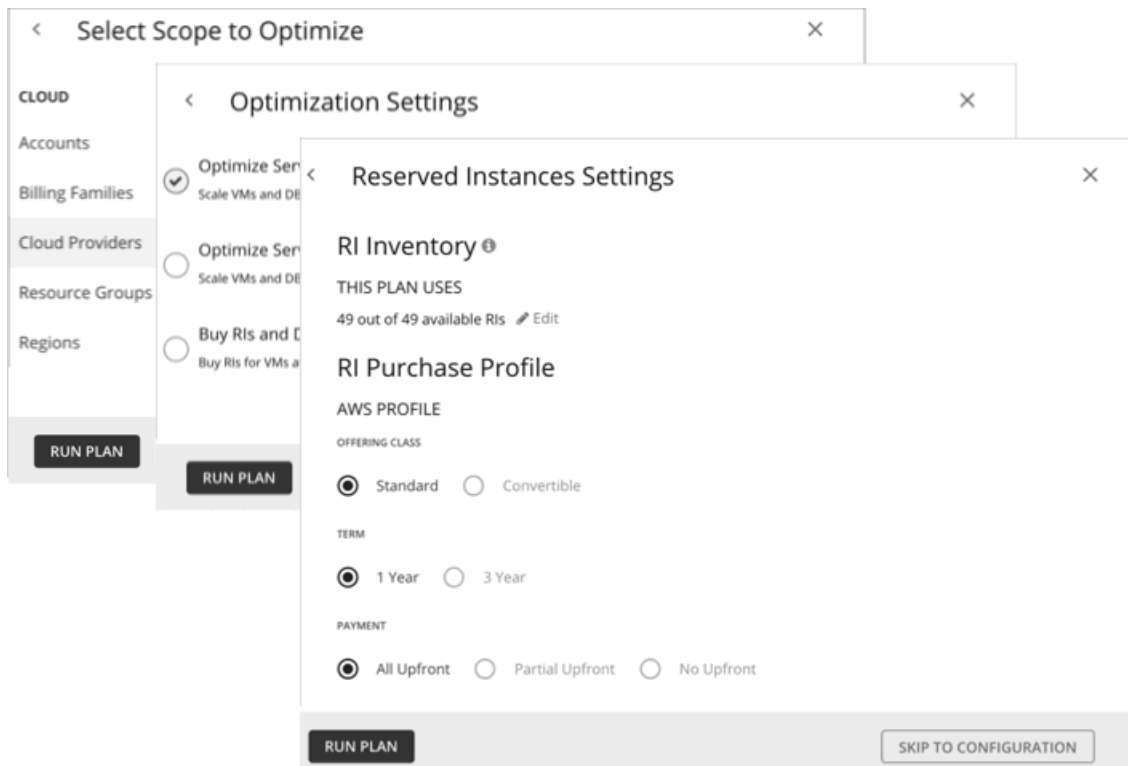 Select Scope to Optimize
CLOUD
Accounts
Billing Families
Cloud Providers
Resource Groups
Regions
RUN PLAN
Optimization Settings
Optimize Ser
Scale VMs and DB
Optimize Ser
Scale VMs and DB
Buy RIs and D
Buy RIs for VMs a
RUN PLAN
Reserved Instances Settings
RI Inventory
THIS PLAN USES
49 out of 49 available RIs Edit
RI Purchase Profile
AWS PROFILE
OFFERING CLASS
Standard Convertible
TERM
1 Year 3 Year
PAYMENT
All Upfront Partial Upfront No Upfront
RUN PLAN SKIP TO CONFIGURATION